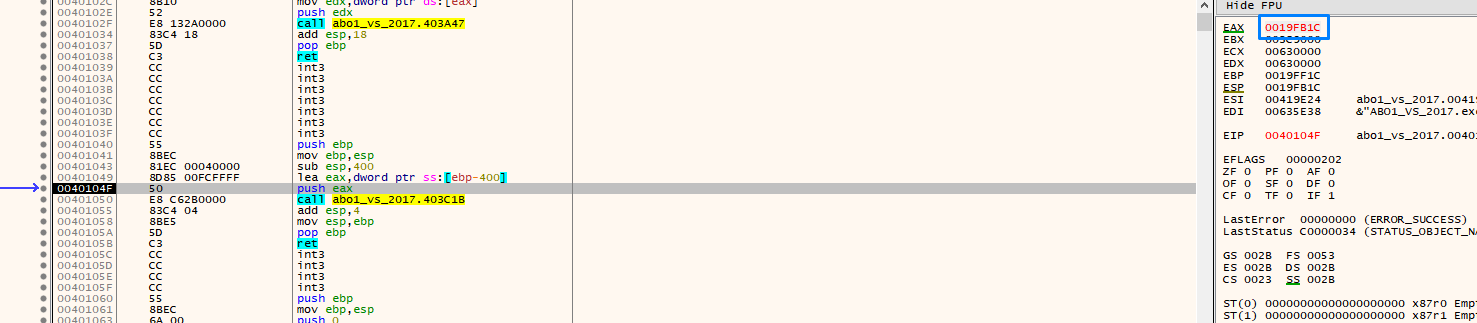 0040102C 8B10 mov edx,dword ptr ds:[eax]
0040102E 52 push edx
0040102F E8 132A0000 call abo1_vs_2017.403A47
00401034 83C4 18 add esp,18
00401037 5D pop ebp
00401038 C3 ret
00401039 CC int3
0040103A CC int3
0040103B CC int3
0040103C CC int3
0040103D CC int3
0040103E CC int3
0040103F CC int3
00401040 55 push ebp
00401041 8BEC mov ebp,esp
00401043 81EC 00040000 sub esp,400
00401049 8D85 00FCFFFF lea eax,dword ptr ss:[ebp-400]
0040104F 50 push eax
00401050 E8 C62B0000 call abo1_vs_2017.403C1B
00401055 83C4 04 add esp,4
00401058 8BE5 mov esp,ebp
0040105A 5D pop ebp
0040105B C3 ret
0040105C CC int3
0040105D CC int3
0040105E CC int3
0040105F CC int3
00401060 55 push ebp
00401061 8BEC mov ebp,esp
00401063 6A 00 push 0
Hide FPU
EAX 0019FB1C
EBX
ECX 00630000
EDX 00630000
EBP 0019FF1C
ESP 0019FB1C
ESI 00419E24 abo1_vs_2017.00419
EDI 00635E38 &"ABO1_VS_2017.exe
EIP 0040104F abo1_vs_2017.00401
EFLAGS 00000202
ZF 0 PF 0 AF 0
OF 0 SF 0 DF 0
CF 0 TF 0 IF 1
LastError 00000000 (ERROR_SUCCESS)
LastStatus C0000034 (STATUS_OBJECT_NA
GS 002B FS 0053
ES 002B DS 002B
CS 0023 SS 002B
ST(0) 00000000000000000000 x87r0 Empt
ST(1) 00000000000000000000 x87r1 Empt